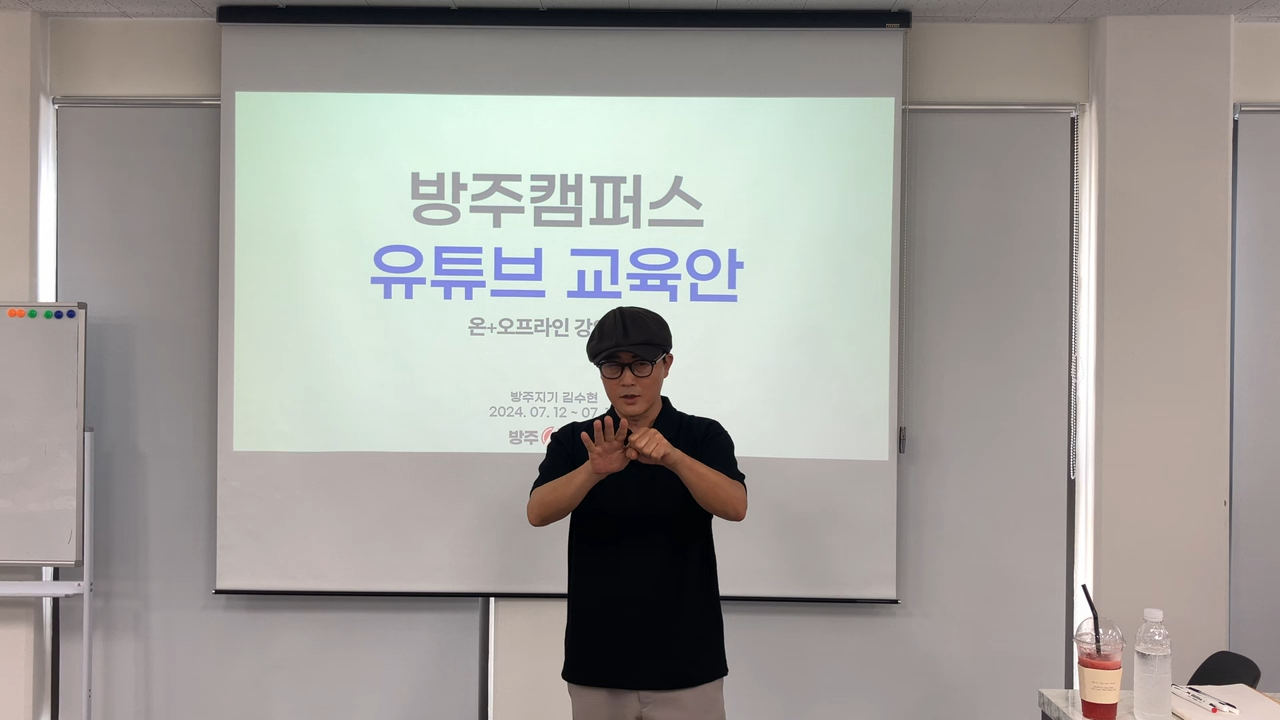 방주캠퍼스
유튜브 교육안
온+오프라인
방주지기 김수현
2024. 07. 12 ~ 07.
방주